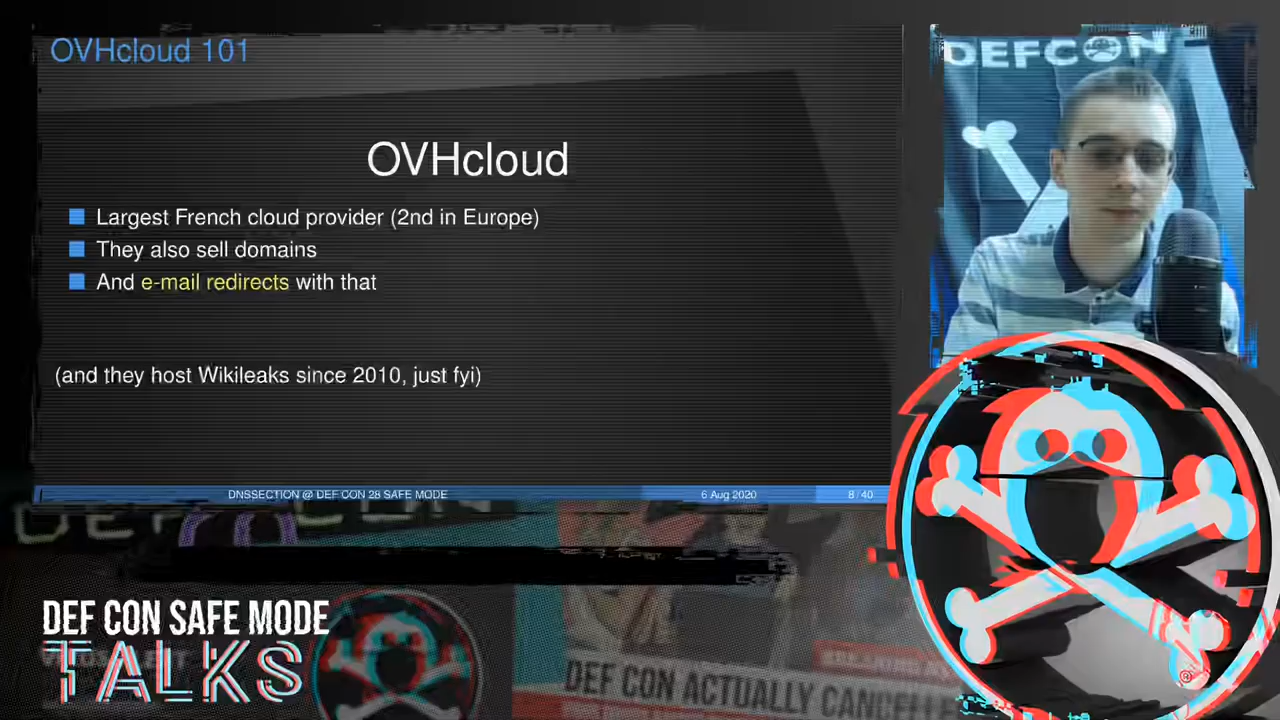 OVHcloud 101
OVHcloud
Largest French cloud provider (2nd in Europe)
They also sell domains
And e-mail redirects with that
(and they host Wikileaks since 2010, just fyi)
DNSSECTION @ DEF CON 28 SAFE MODE
6 Aug 2020
8 / 40
DEFCON
DEF CON
DEF CON SAFE MODE
TALKS
DEF CON ACTUALLY CANCELLE
®